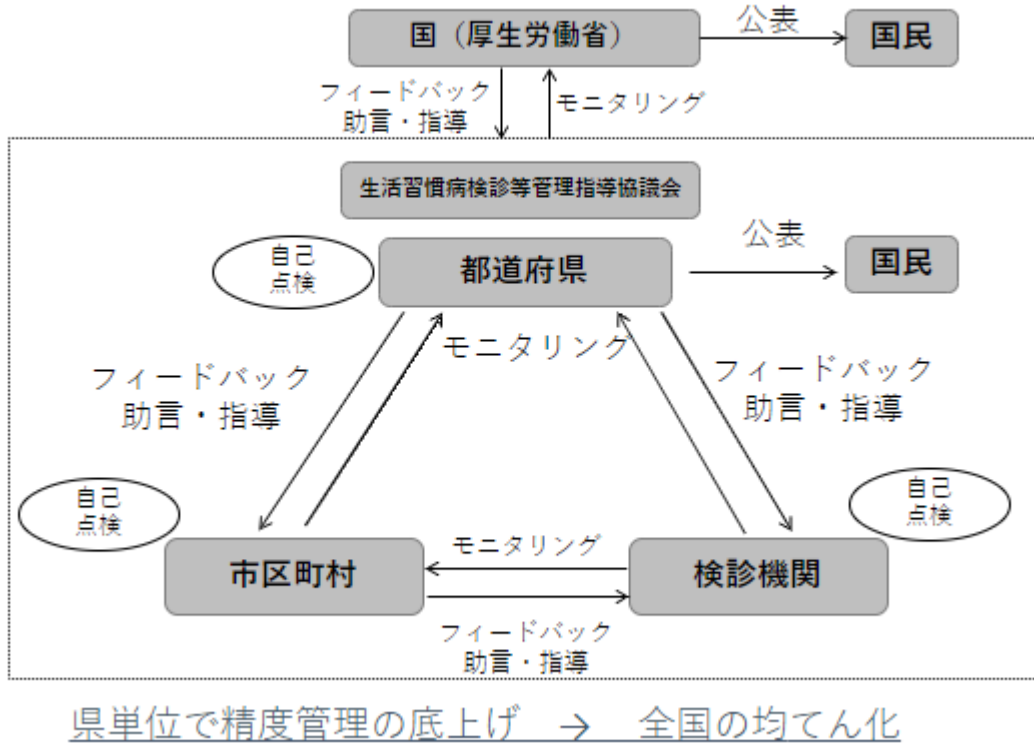 国（厚生労働省）
公表
国民
フィードバック
助言・指導
モニタリング
生活習慣病検診等管理指導協議会
自己
点検
都道府県
公表
国民
モニタリング
フィードバック
助言・指導
フィードバック
助言・指導
自己
点検
自己
点検
市区町村
モニタリング
検診機関
フィードバック
助言・指導
県単位で精度管理の底上げ　→　全国の均てん化